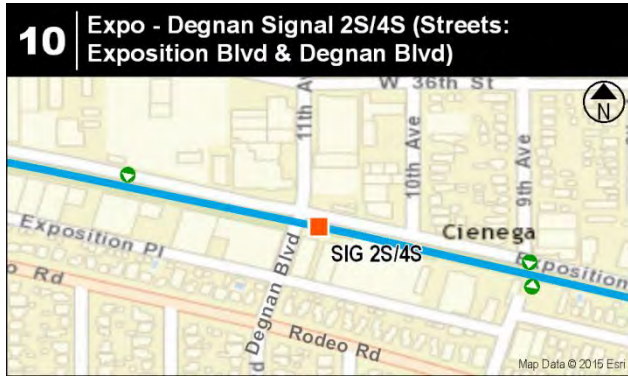 10
Expo - Degnan Signal 2S/4S (Streets:
Exposition Blvd & Degnan Blvd)
W 36th St
N
11th Ave
10th Ave
9th Ave
Cienega
SIG 2S/4S
Exposition
Exposition Pl
o Rd
Degnan Blvd
d
Rodeo Rd
Map Data © 2015 Esri